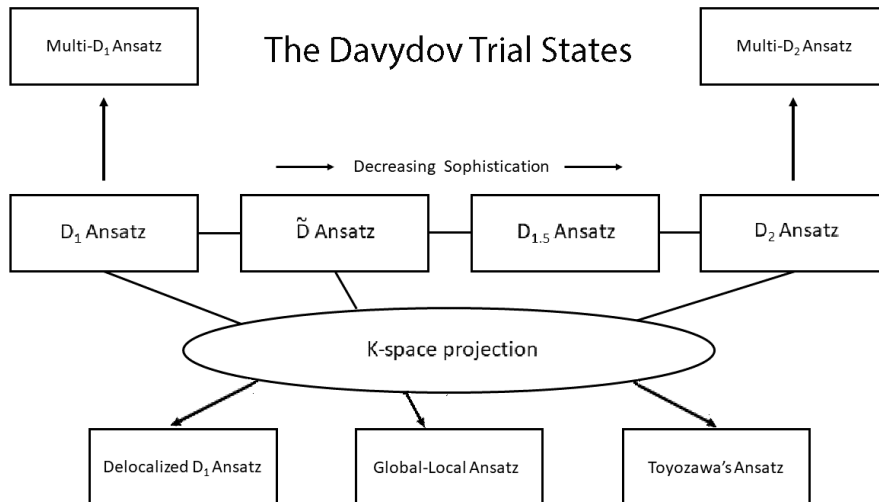 Multi-D₁ Ansatz
The Davydov Trial States
Multi-D₂ Ansatz
Decreasing Sophistication
D₁ Ansatz
D̃ Ansatz
D₁.₅ Ansatz
D₂ Ansatz
K-space projection
Delocalized D₁ Ansatz
Global-Local Ansatz
Toyozawa's Ansatz